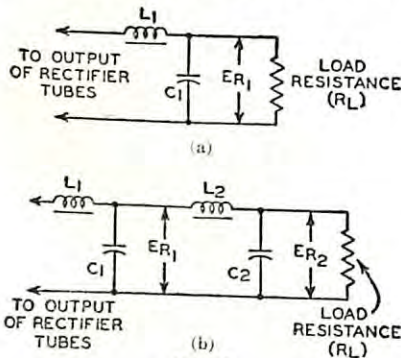 L1
TO OUTPUT
OF RECTIFIER
TUBES
C1
ER1
LOAD
RESISTANCE
(RL)
(a)
L1
L2
C1
ER1
C2
ER2
TO OUTPUT
OF RECTIFIER
TUBES
(b)
LOAD
RESISTANCE
(RL)